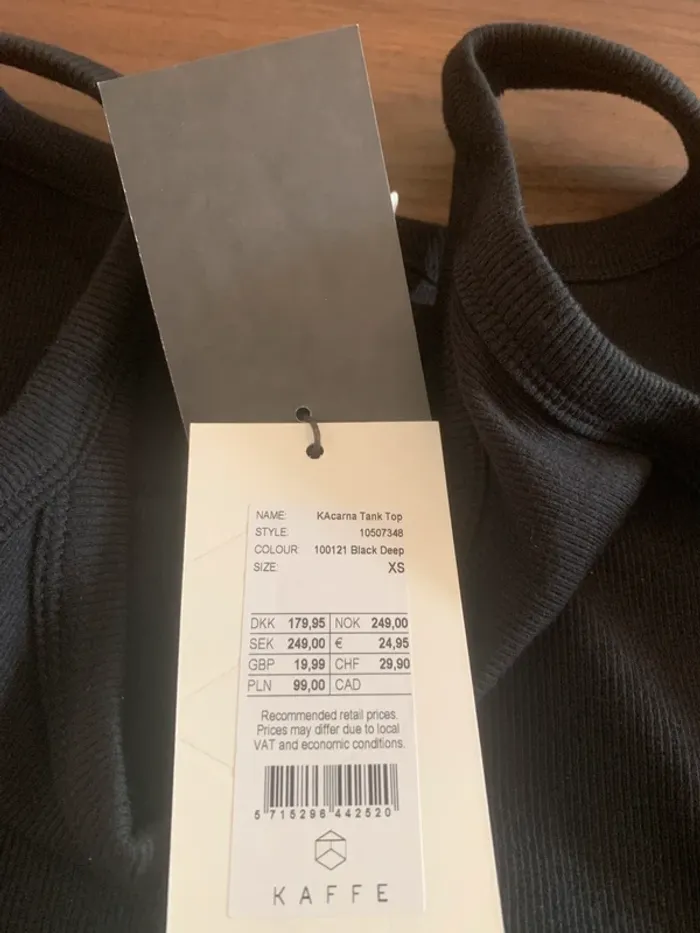 NAME: KAcarna Tank Top
STYLE: 10507348
COLOUR: 100121 Black Deep
SIZE: XS
DKK 179,95 NOK 249,00
SEK 249,00 € 24,95
GBP 19,99 CHF 29,90
PLN 99,00 CAD
Recommended retail prices.
Prices may differ due to local
VAT and economic conditions.
5 715296 442520
KAFFE